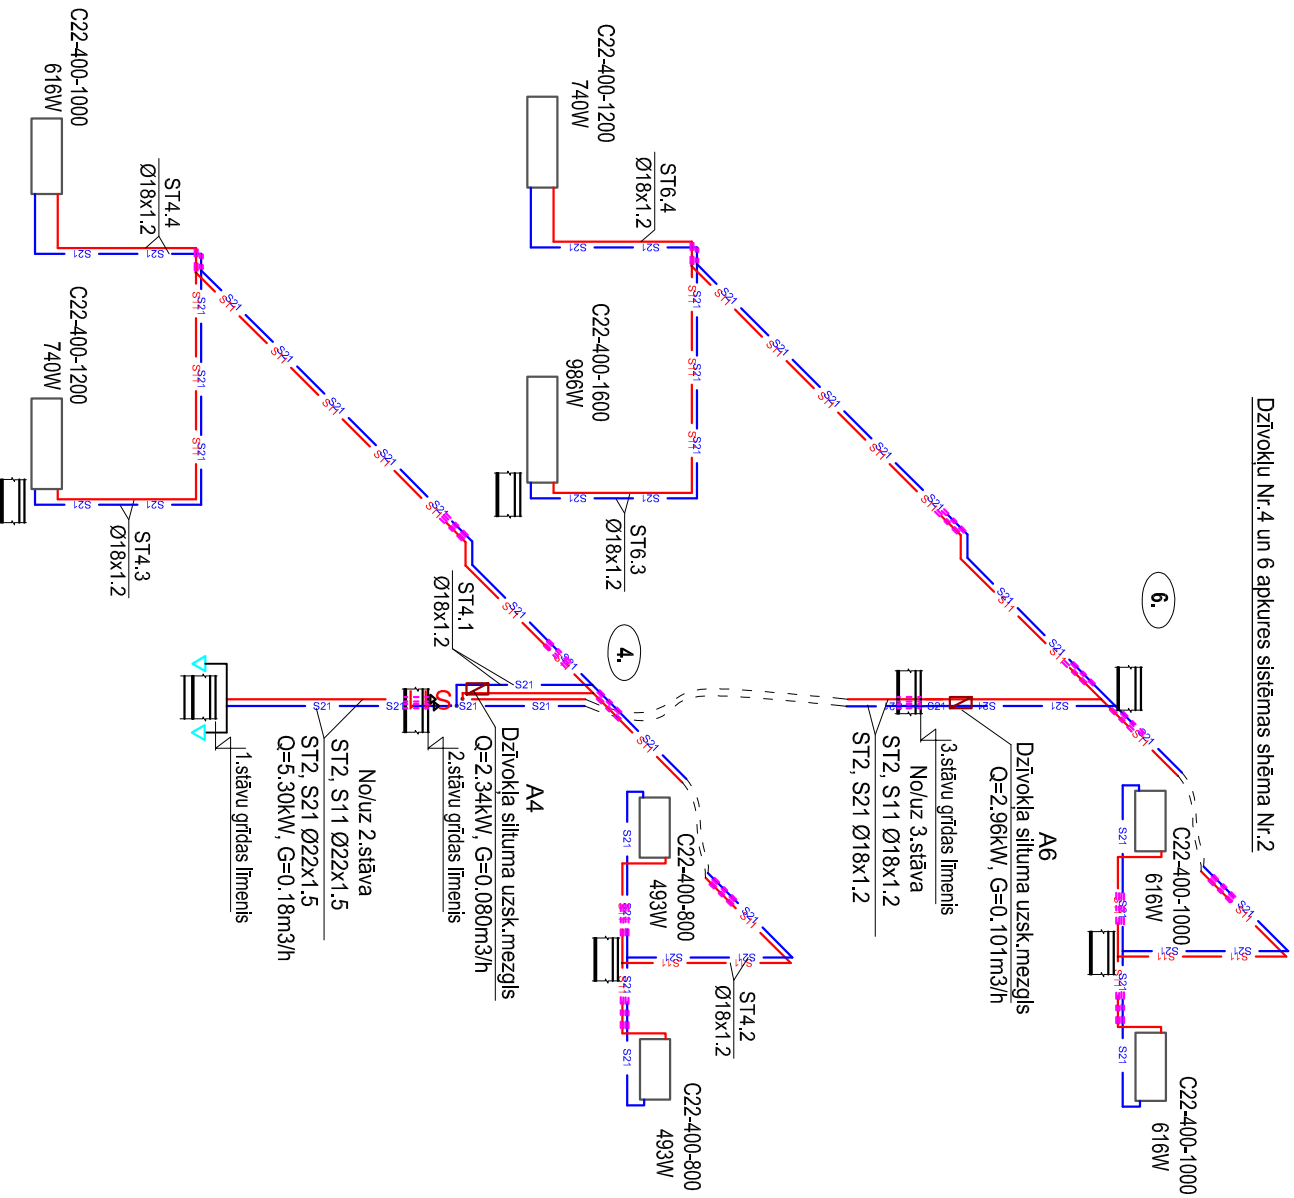 Dzīvokļu Nr.4 un 6 apkures sistēmas shēma Nr.2
6.
C22-400-1200
740W
ST6.4
Ø18x1.2
C22-400-1600
986W
ST6.3
Ø18x1.2
A6
Dzīvokļa siltuma uzsk.mezgls
Q=2.96kW, G=0.101m3/h
3.stāvu grīdas līmenis
No/uz 3.stāva
ST2, S11 Ø18x1.2
ST2, S21 Ø18x1.2
C22-400-1000
616W
C22-400-1000
616W
4.
C22-400-1000
616W
ST4.4
Ø18x1.2
C22-400-1200
740W
ST4.3
Ø18x1.2
ST4.1
Ø18x1.2
A4
Dzīvokļa siltuma uzsk.mezgls
Q=2.34kW, G=0.080m3/h
2.stāvu grīdas līmenis
No/uz 2.stāva
ST2, S11 Ø22x1.5
ST2, S21 Ø22x1.5
Q=5.30kW, G=0.18m3/h
1.stāvu grīdas līmenis
C22-400-800
493W
ST4.2
Ø18x1.2
C22-400-800
493W
S21
S11